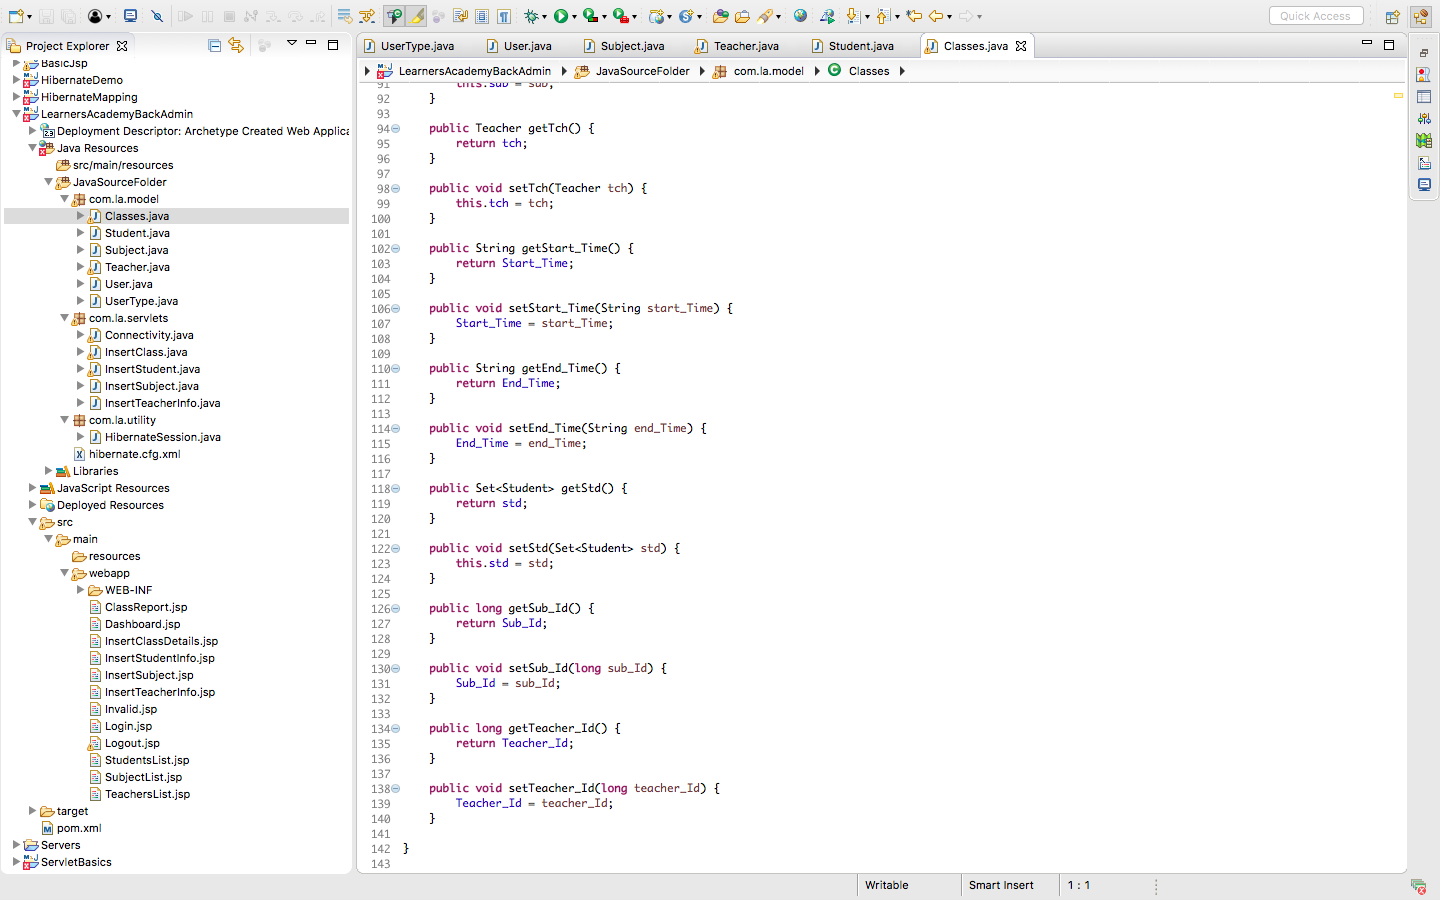 Quick Access
Project Explorer
BasicJsp
HibernateDemo
HibernateMapping
LearnersAcademyBackAdmin
Deployment Descriptor: Archetype Created Web Applica
Java Resources
src/main/resources
JavaSourceFolder
com.la.model
Classes.java
Student.java
Subject.java
Teacher.java
User.java
UserType.java
com.la.servlets
Connectivity.java
InsertClass.java
InsertStudent.java
InsertSubject.java
InsertTeacherInfo.java
com.la.utility
HibernateSession.java
hibernate.cfg.xml
Libraries
JavaScript Resources
Deployed Resources
src
main
resources
webapp
WEB-INF
ClassReport.jsp
Dashboard.jsp
InsertClassDetails.jsp
InsertStudentInfo.jsp
InsertSubject.jsp
InsertTeacherInfo.jsp
Invalid.jsp
Login.jsp
Logout.jsp
StudentsList.jsp
SubjectList.jsp
TeachersList.jsp
target
pom.xml
Servers
ServletBasics
UserType.java User.java Subject.java Teacher.java Student.java Classes.java
LearnersAcademyBackAdmin JavaSourceFolder com.la.model Classes
91 this.sub = sub;
92 }
93
94 public Teacher getTch() {
95 return tch;
96 }
97
98 public void setTch(Teacher tch) {
99 this.tch = tch;
100 }
101
102 public String getStart_Time() {
103 return Start_Time;
104 }
105
106 public void setStart_Time(String start_Time) {
107 Start_Time = start_Time;
108 }
109
110 public String getEnd_Time() {
111 return End_Time;
112 }
113
114 public void setEnd_Time(String end_Time) {
115 End_Time = end_Time;
116 }
117
118 public Set<Student> getStd() {
119 return std;
120 }
121
122 public void setStd(Set<Student> std) {
123 this.std = std;
124 }
125
126 public long getSub_Id() {
127 return Sub_Id;
128 }
129
130 public void setSub_Id(long sub_Id) {
131 Sub_Id = sub_Id;
132 }
133
134 public long getTeacher_Id() {
135 return Teacher_Id;
136 }
137
138 public void setTeacher_Id(long teacher_Id) {
139 Teacher_Id = teacher_Id;
140 }
141
142 }
143
Writable Smart Insert 1 : 1